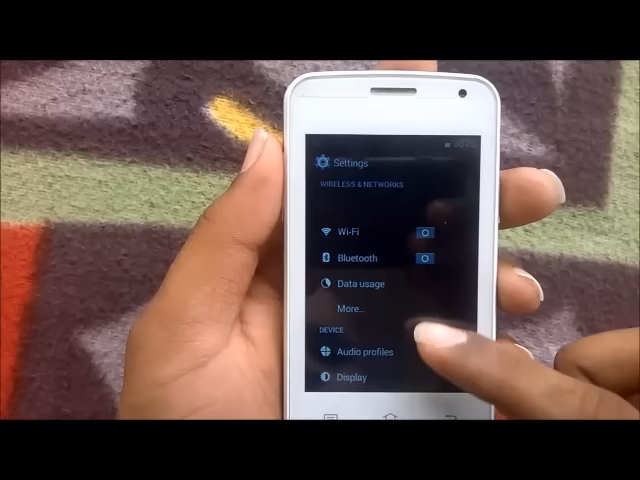 Settings
WIRELESS & NETWORKS
Wi-Fi
Bluetooth
Data usage
More...
DEVICE
Audio profiles
Display